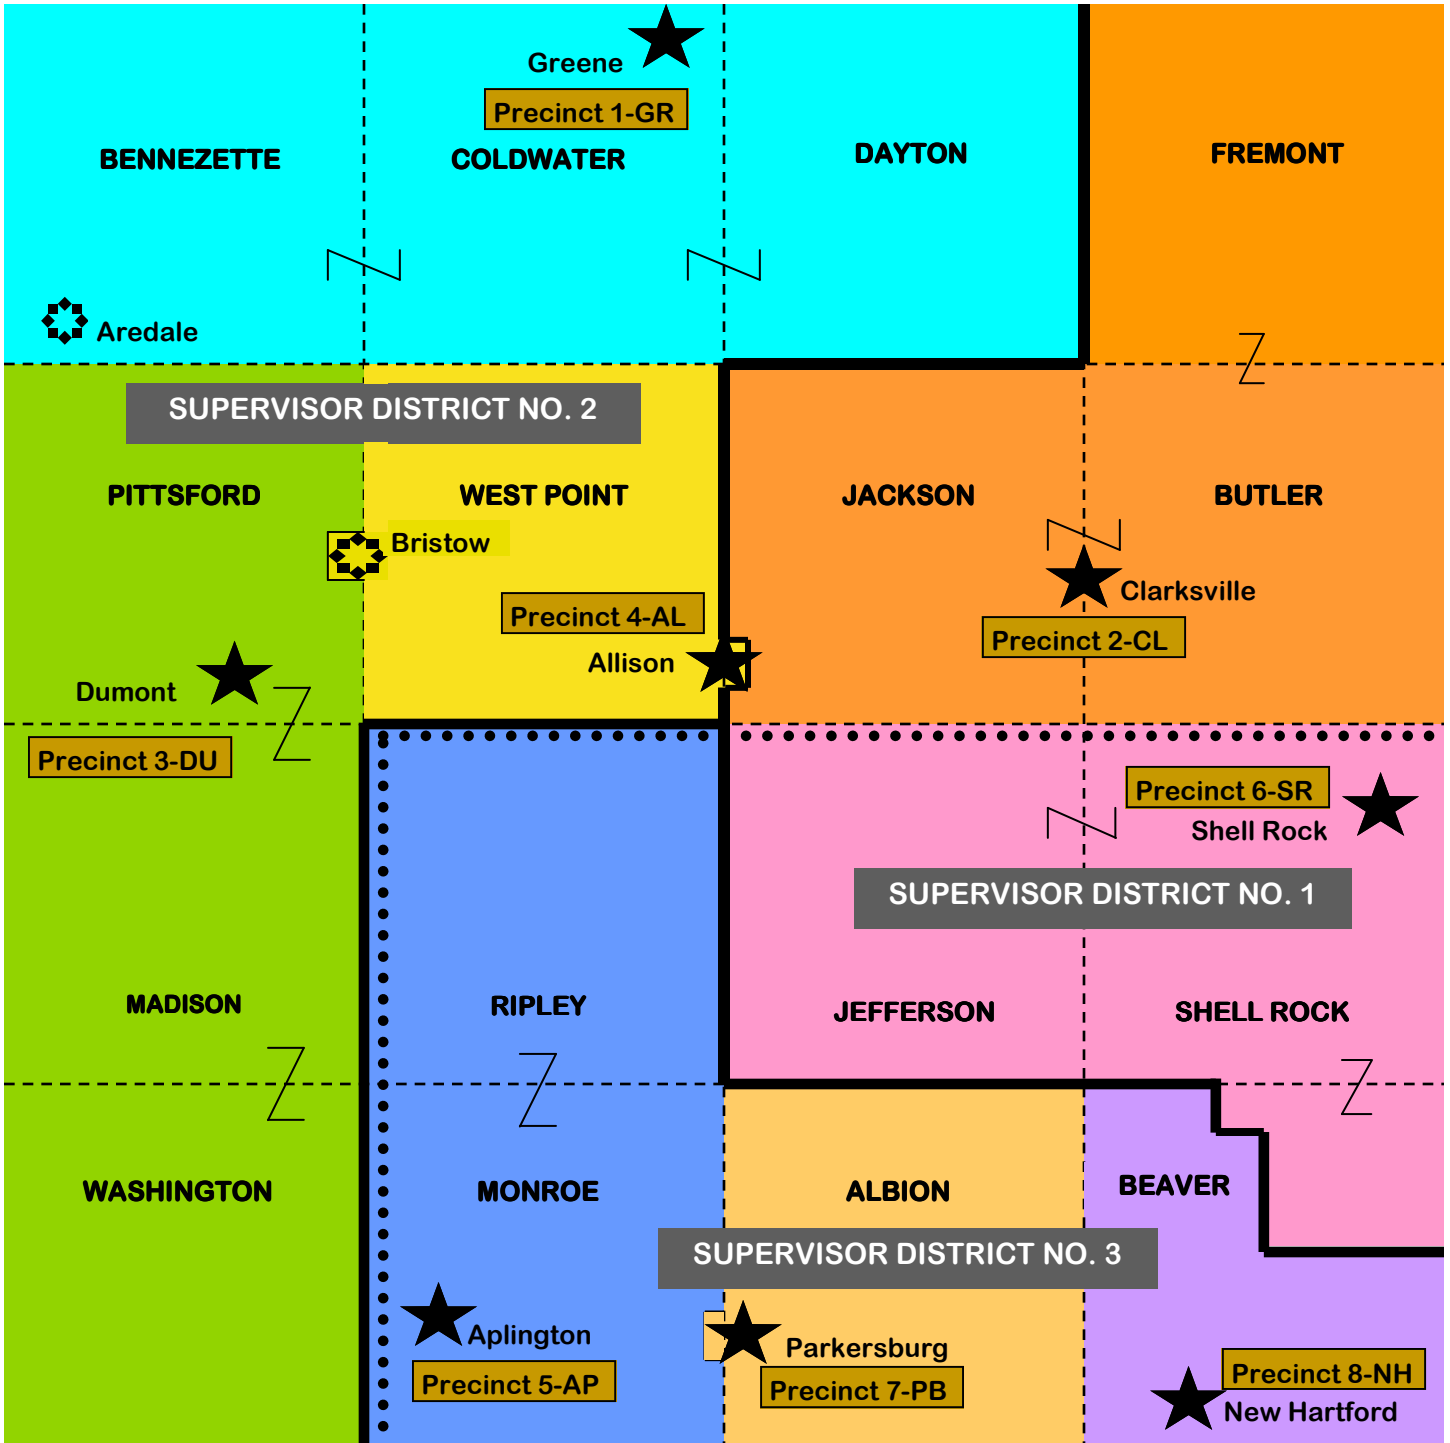 Greene
Precinct 1-GR
BENNEZETTE
COLDWATER
DAYTON
FREMONT
Aredale
SUPERVISOR DISTRICT NO. 2
PITTSFORD
WEST POINT
JACKSON
BUTLER
Bristow
Clarksville
Precinct 4-AL
Precinct 2-CL
Allison
Dumont
Precinct 3-DU
Precinct 6-SR
Shell Rock
SUPERVISOR DISTRICT NO. 1
MADISON
RIPLEY
JEFFERSON
SHELL ROCK
WASHINGTON
MONROE
ALBION
BEAVER
SUPERVISOR DISTRICT NO. 3
Aplington
Parkersburg
Precinct 5-AP
Precinct 7-PB
Precinct 8-NH
New Hartford